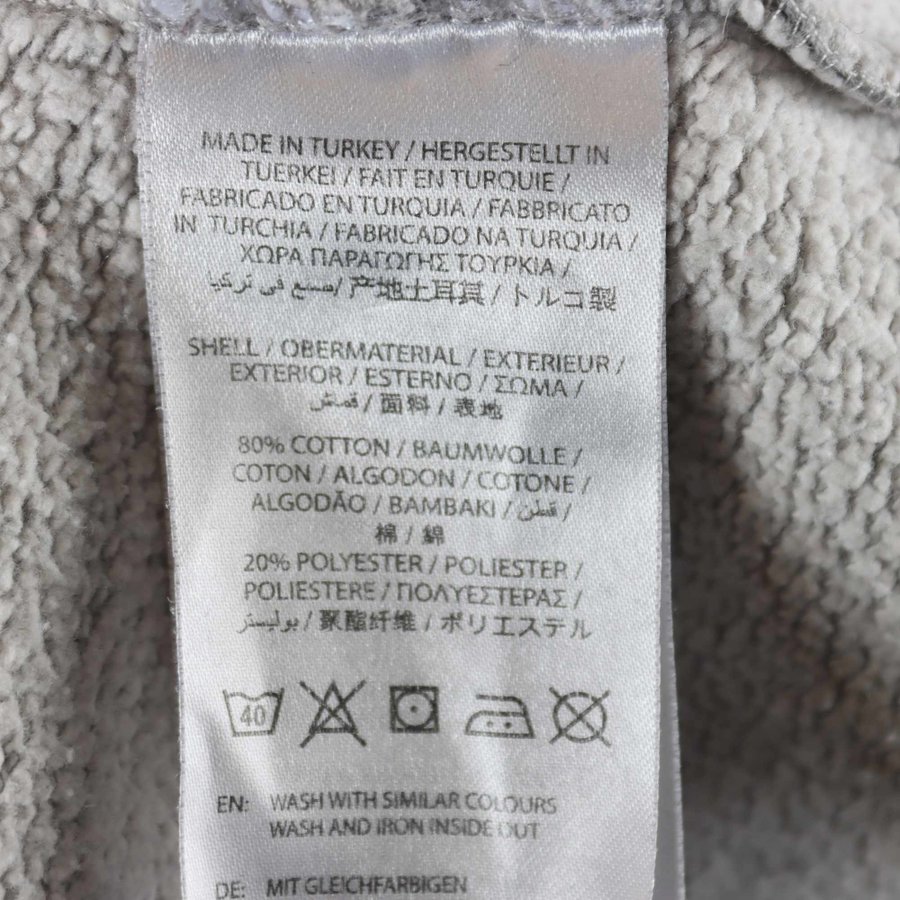 MADE IN TURKEY / HERGESTELLT IN
TUERKEI / FAIT EN TURQUIE /
FABRICADO EN TURQUIA / FABBRICATO
IN TURCHIA / FABRICADO NA TURQUIA /
ΧΩΡΑ ΠΑΡΑΓΩΓΗΣ ΤΟΥΡΚΙΑ /
صنع في تركيا / 产地土耳其 / トルコ製
SHELL / OBERMATERIAL / EXTERIEUR /
EXTERIOR / ESTERNO / ΣΩΜΑ /
قماش / 面料 / 表地
80% COTTON / BAUMWOLLE /
COTON / ALGODON / COTONE /
ALGODÃO / BAMBAKI / قطن /
棉 / 綿
20% POLYESTER / POLIESTER /
POLIESTERE / ΠΟΛΥΕΣΤΕΡΑΣ /
بوليستر / 聚酯纤维 / ポリエステル
40
EN: WASH WITH SIMILAR COLOURS
WASH AND IRON INSIDE OUT
DE: MIT GLEICHFARBIGEN